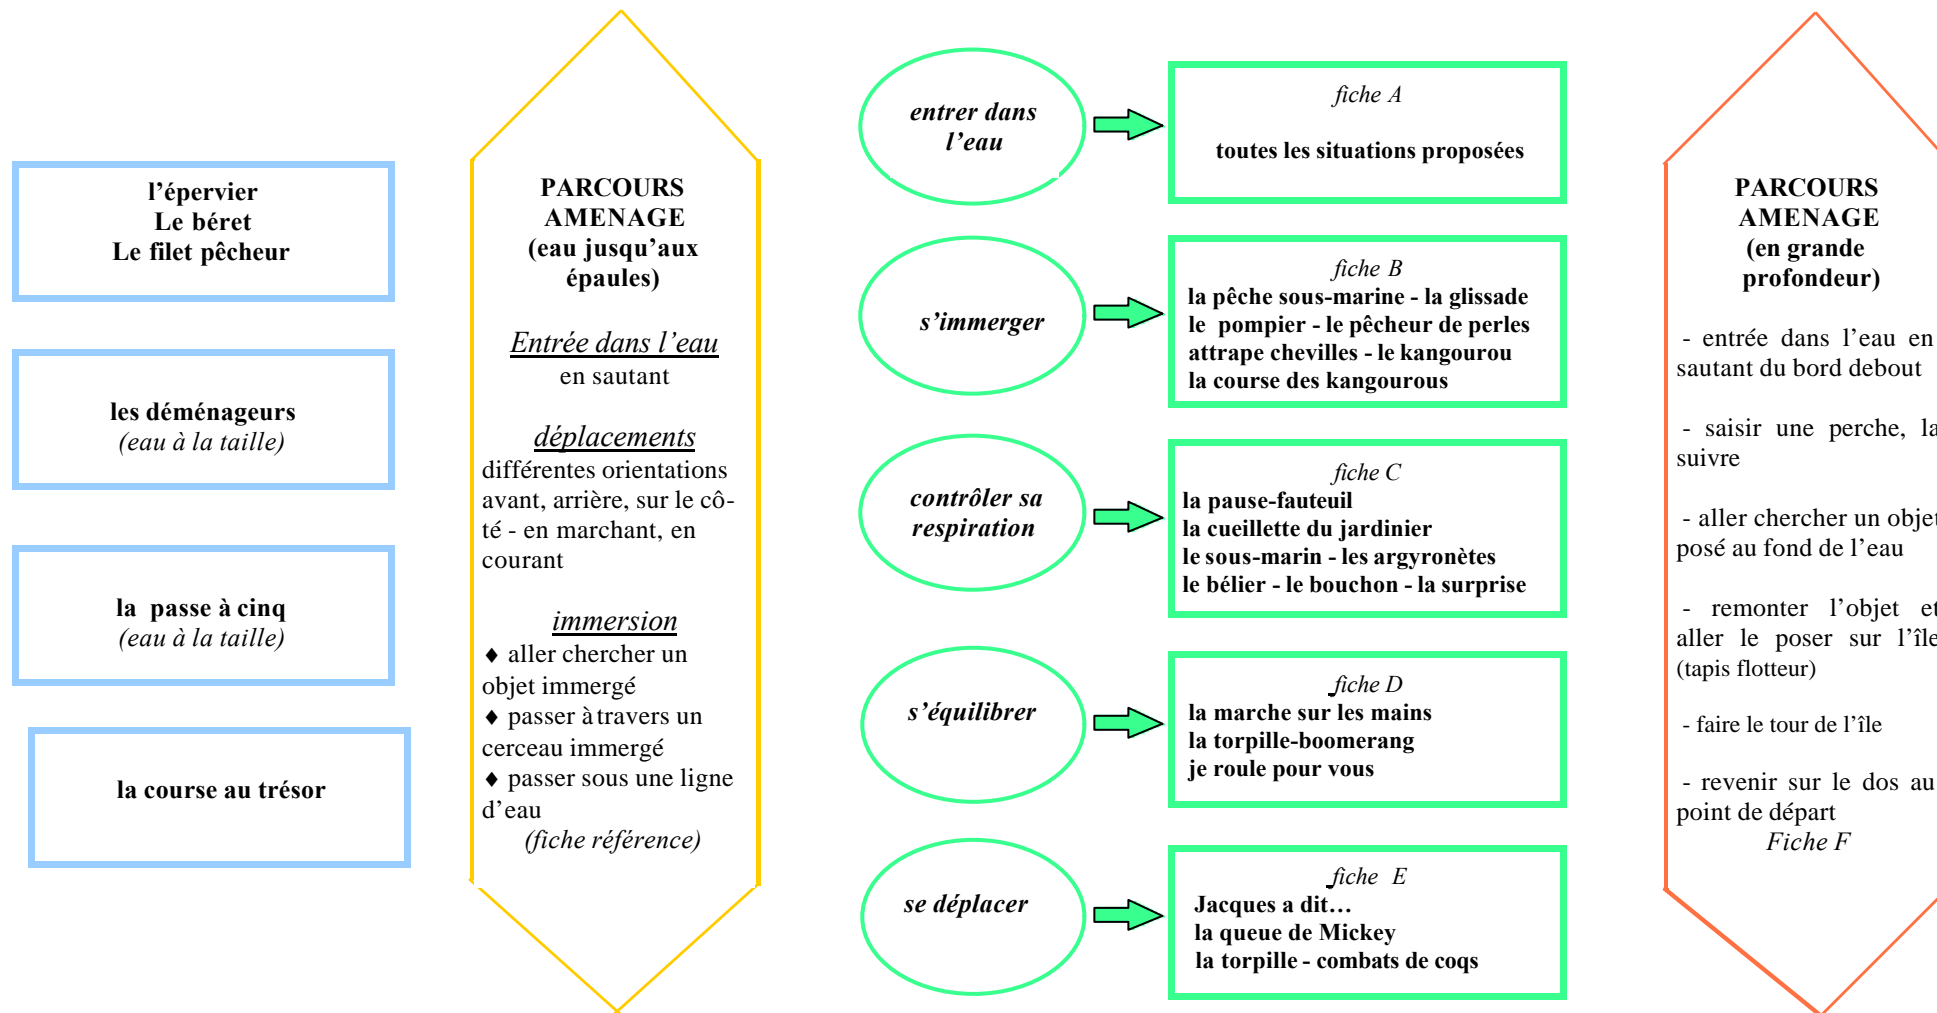 l'épervier
Le béret
Le filet pêcheur
les déménageurs
(eau à la taille)
la passe à cinq
(eau à la taille)
la course au trésor
PARCOURS
AMENAGE
(eau jusqu'aux
épaules)
Entrée dans l'eau
en sautant
déplacements
différentes orientations
avant, arrière, sur le cô-
té - en marchant, en
courant
immersion
♦ aller chercher un
objet immergé
♦ passer à travers un
cerceau immergé
♦ passer sous une ligne
d'eau
(fiche référence)
entrer dans
l'eau
fiche A
toutes les situations proposées
s'immerger
fiche B
la pêche sous-marine - la glissade
le pompier - le pêcheur de perles
attrape chevilles - le kangourou
la course des kangourous
contrôler sa
respiration
fiche C
la pause-fauteuil
la cueillette du jardinier
le sous-marin - les argyronètes
le bélier - le bouchon - la surprise
s'équilibrer
fiche D
la marche sur les mains
la torpille-boomerang
je roule pour vous
se déplacer
fiche E
Jacques a dit…
la queue de Mickey
la torpille - combats de coqs
PARCOURS
AMENAGE
(en grande
profondeur)
- entrée dans l'eau en
sautant du bord debout
- saisir une perche, la
suivre
- aller chercher un objet
posé au fond de l'eau
- remonter l'objet et
aller le poser sur l'île
(tapis flotteur)
- faire le tour de l'île
- revenir sur le dos au
point de départ
Fiche F